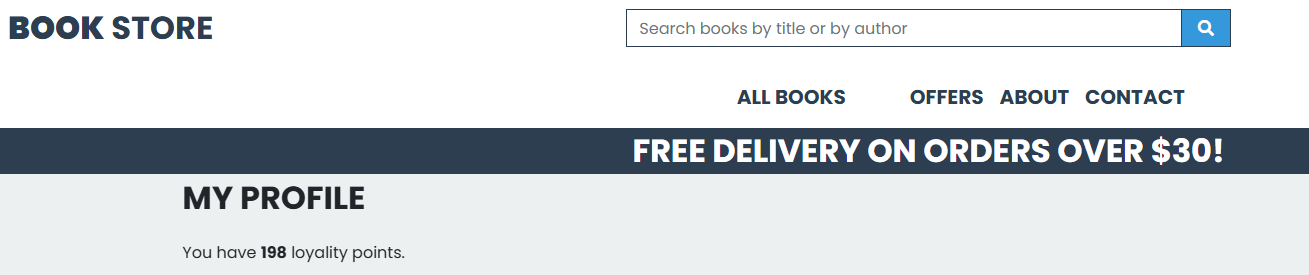 BOOK STORE
Search books by title or by author
ALL BOOKS OFFERS ABOUT CONTACT
FREE DELIVERY ON ORDERS OVER $30!
MY PROFILE
You have 198 loyality points.